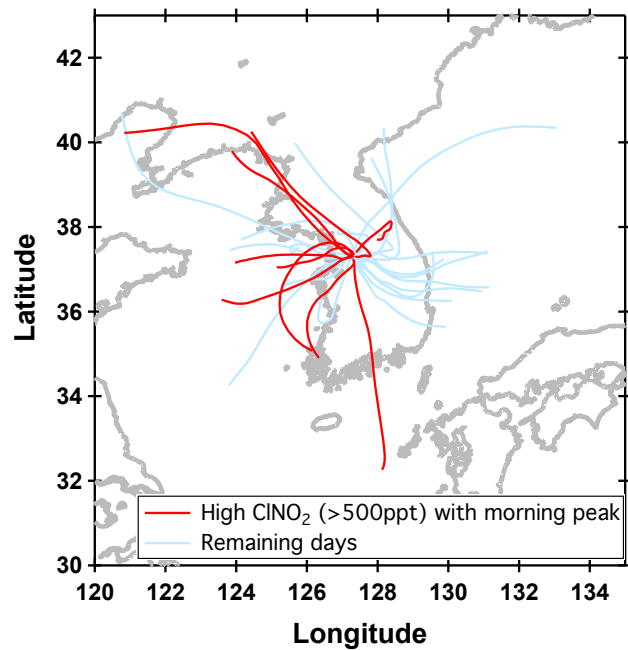 42
40
38
36
34
32
30
Latitude
High ClNO₂ (>500ppt) with morning peak
Remaining days
120 122 124 126 128 130 132 134
Longitude